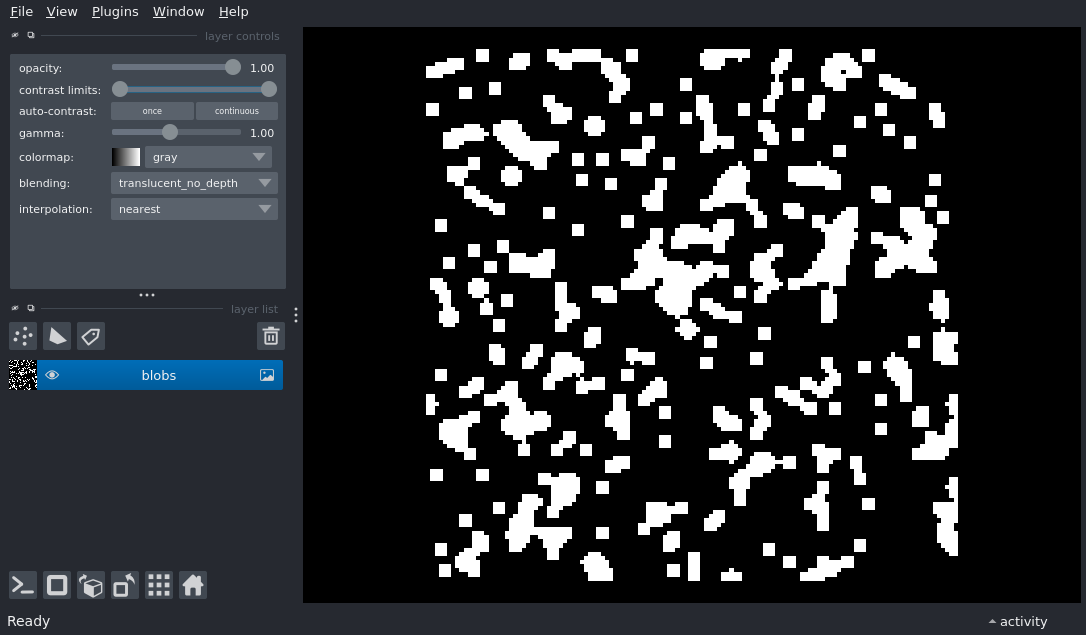 File View Plugins Window Help
layer controls
opacity: 1.00
contrast limits:
auto-contrast: once continuous
gamma: 1.00
colormap: gray
blending: translucent_no_depth
interpolation: nearest
layer list
blobs
Ready
activity